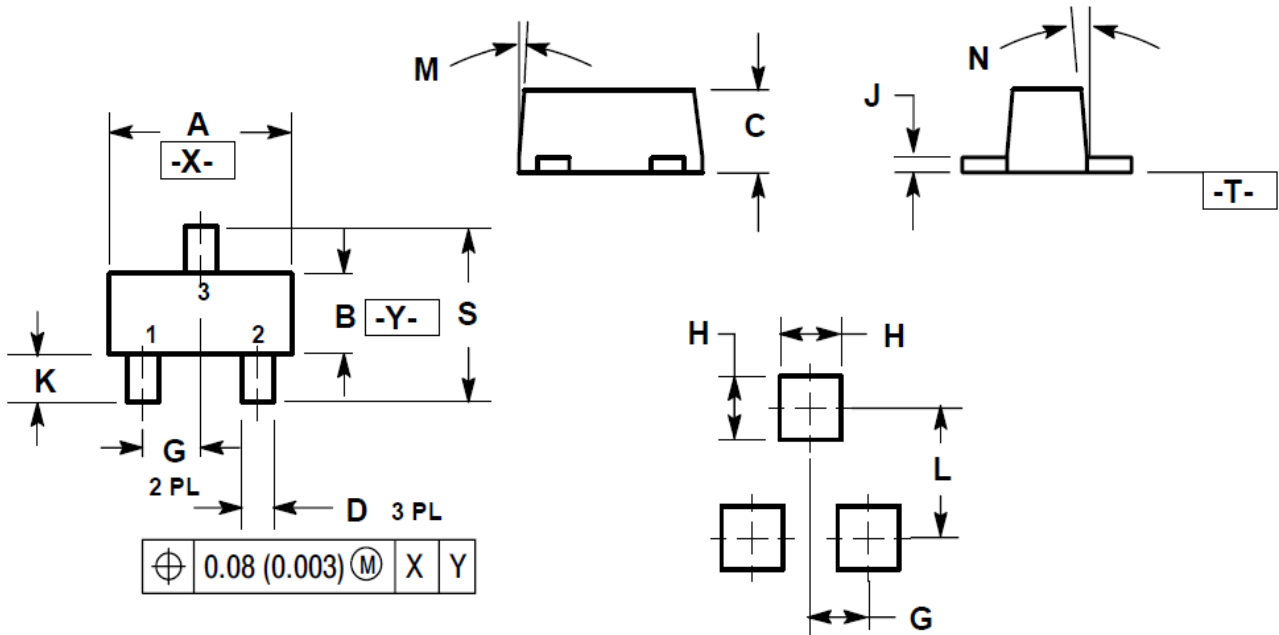 M
N
J
C
A
-X-
-T-
3
1 2
B -Y- S
K
H H
G
2 PL
L
D 3 PL
0.08 (0.003) Ⓜ X Y
G